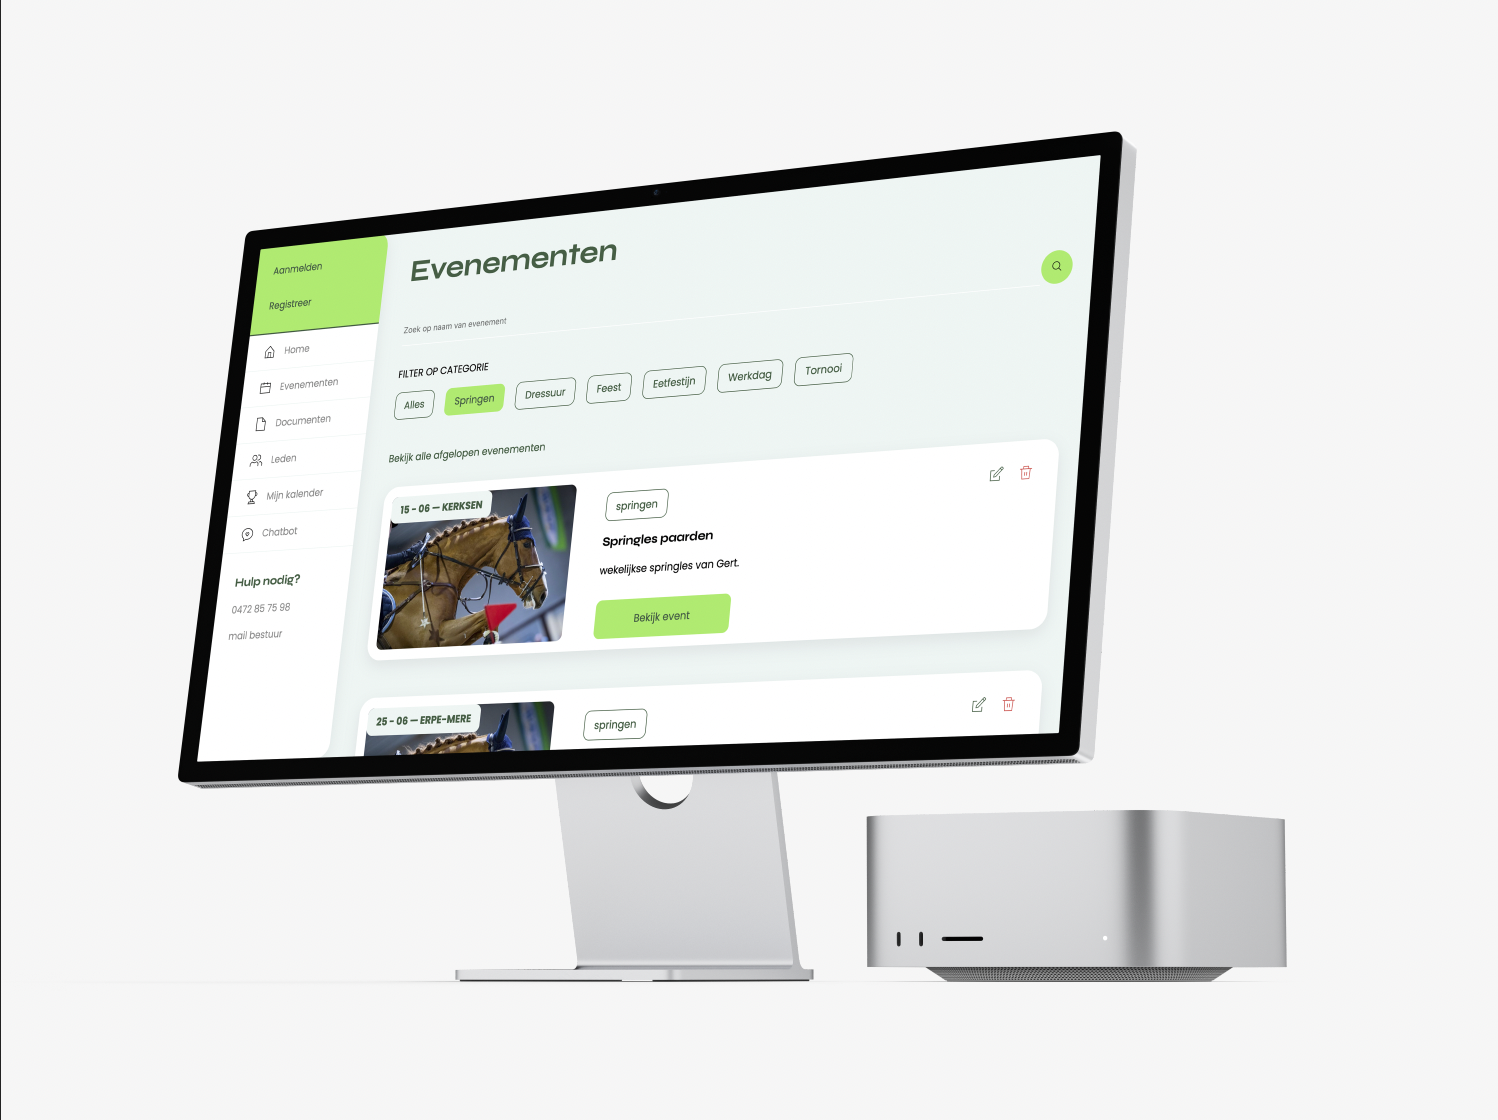 Aanmelden
Registreer
Home
Evenementen
Documenten
Leden
Mijn kalender
Chatbot
Hulp nodig?
0472 85 75 98
mail bestuur
Evenementen
Zoek op naam van evenement
FILTER OP CATEGORIE
Alles Springen Dressuur Feest Eetfestijn Werkdag Tornooi
Bekijk alle afgelopen evenementen
15 - 06 — KERKSEN
springen
Springles paarden
wekelijkse springles van Gert.
Bekijk event
25 - 06 — ERPE-MERE
springen